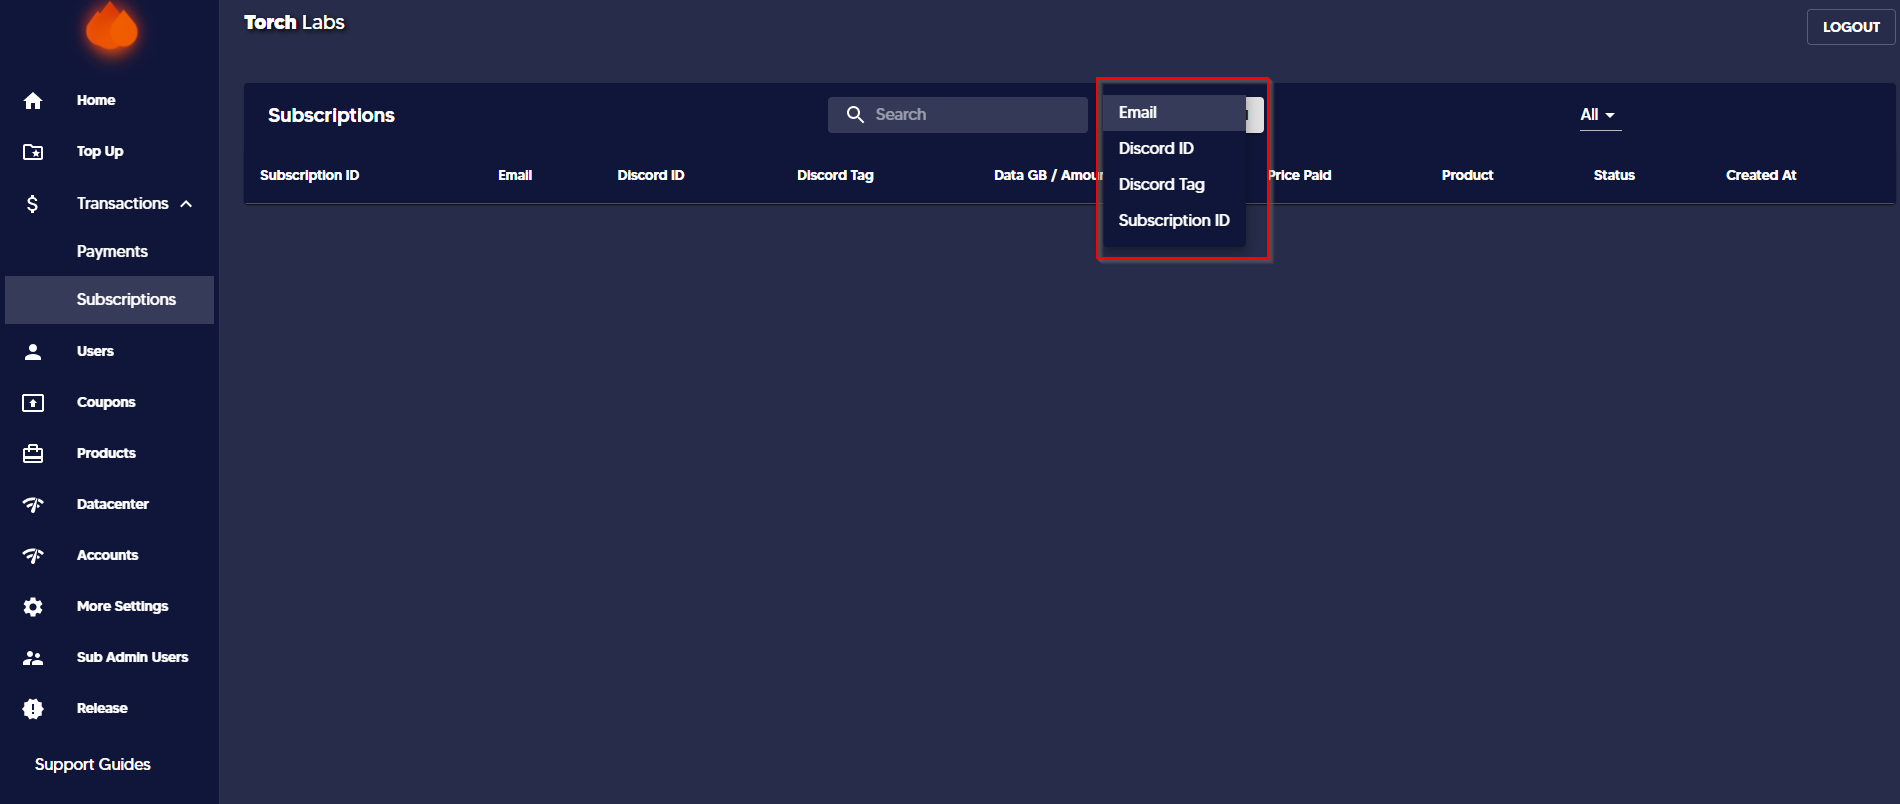 Torch Labs
LOGOUT
Home
Top Up
Transactions
Payments
Subscriptions
Users
Coupons
Products
Datacenter
Accounts
More Settings
Sub Admin Users
Release
Support Guides
Subscriptions
Search
Email
Discord ID
Discord Tag
Subscription ID
All
Subscription ID Email Discord ID Discord Tag Data GB / Price Paid Product Status Created At